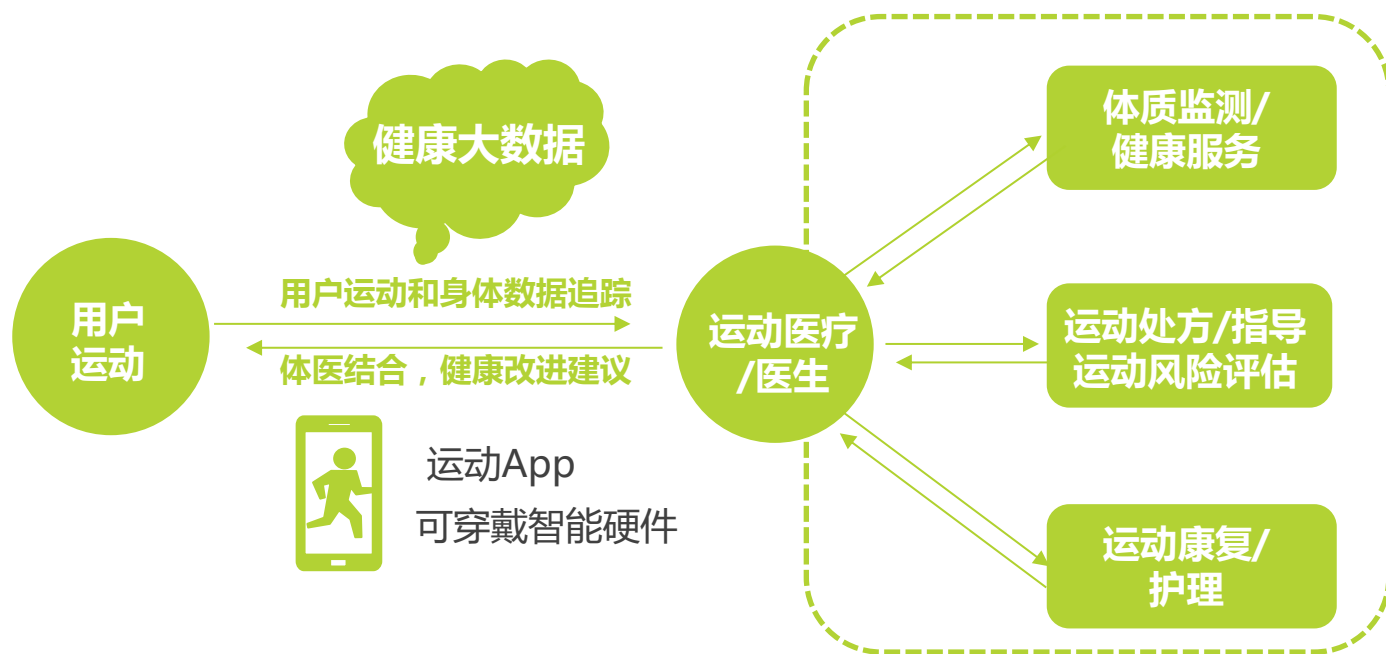 健康大数据
用户
运动
用户运动和身体数据追踪
体医结合，健康改进建议
运动App
可穿戴智能硬件
运动医疗
/医生
体质监测/
健康服务
运动处方/指导
运动风险评估
运动康复/
护理